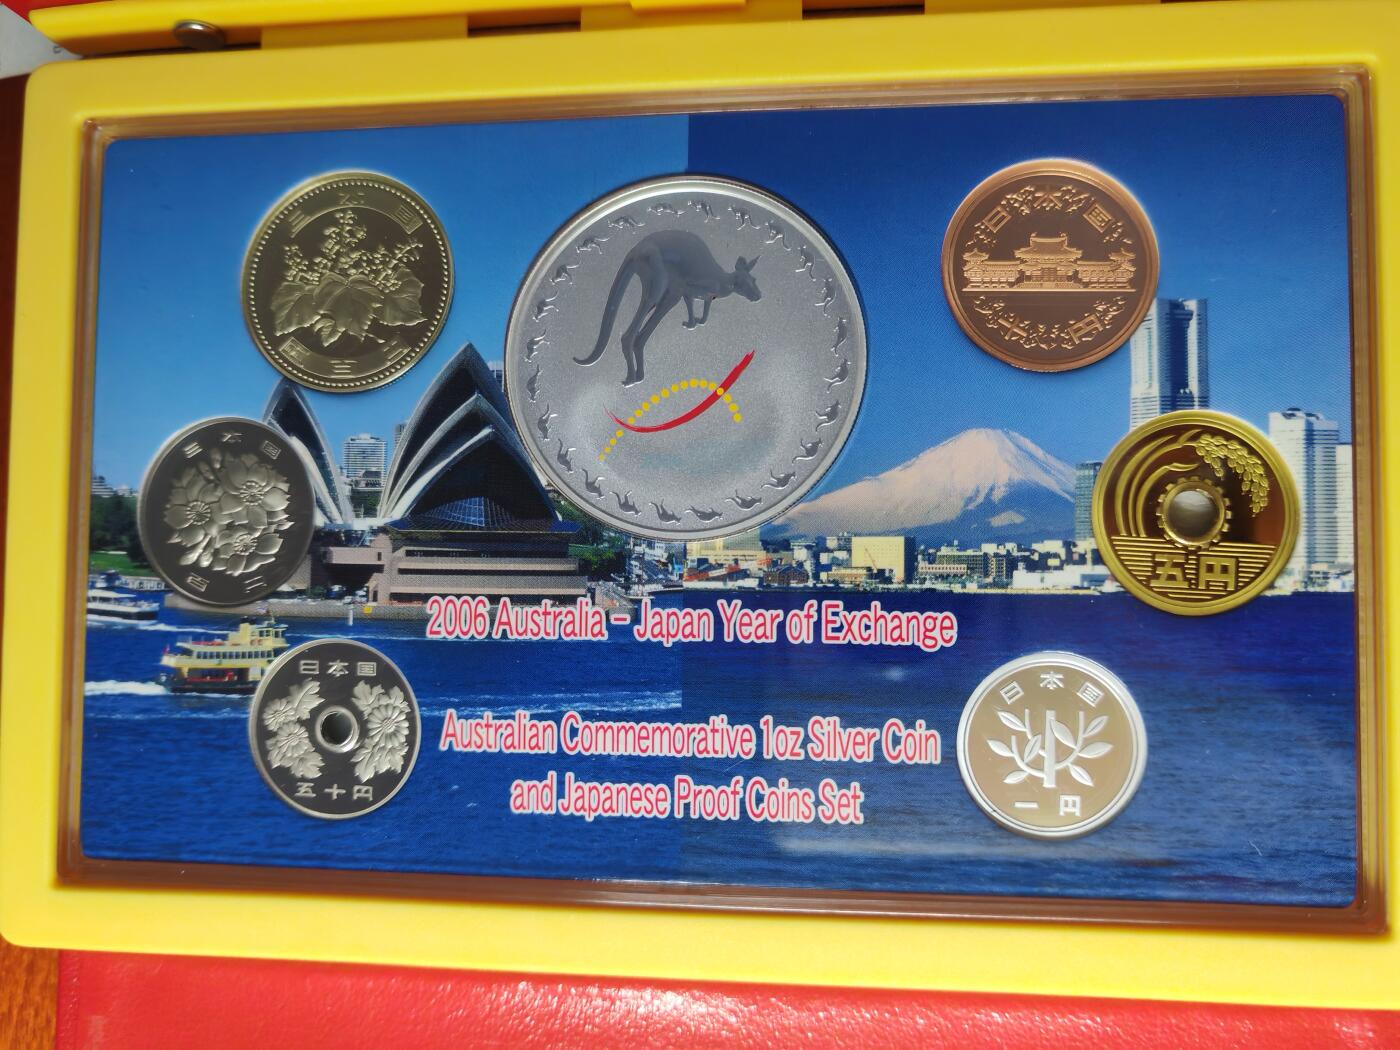 日本国
五百円
日本国
十円
日本国
百円
五円
2006 Australia – Japan Year of Exchange
日本国
五十円
Australian Commemorative 1oz Silver Coin
and Japanese Proof Coins Set
日本国
一円